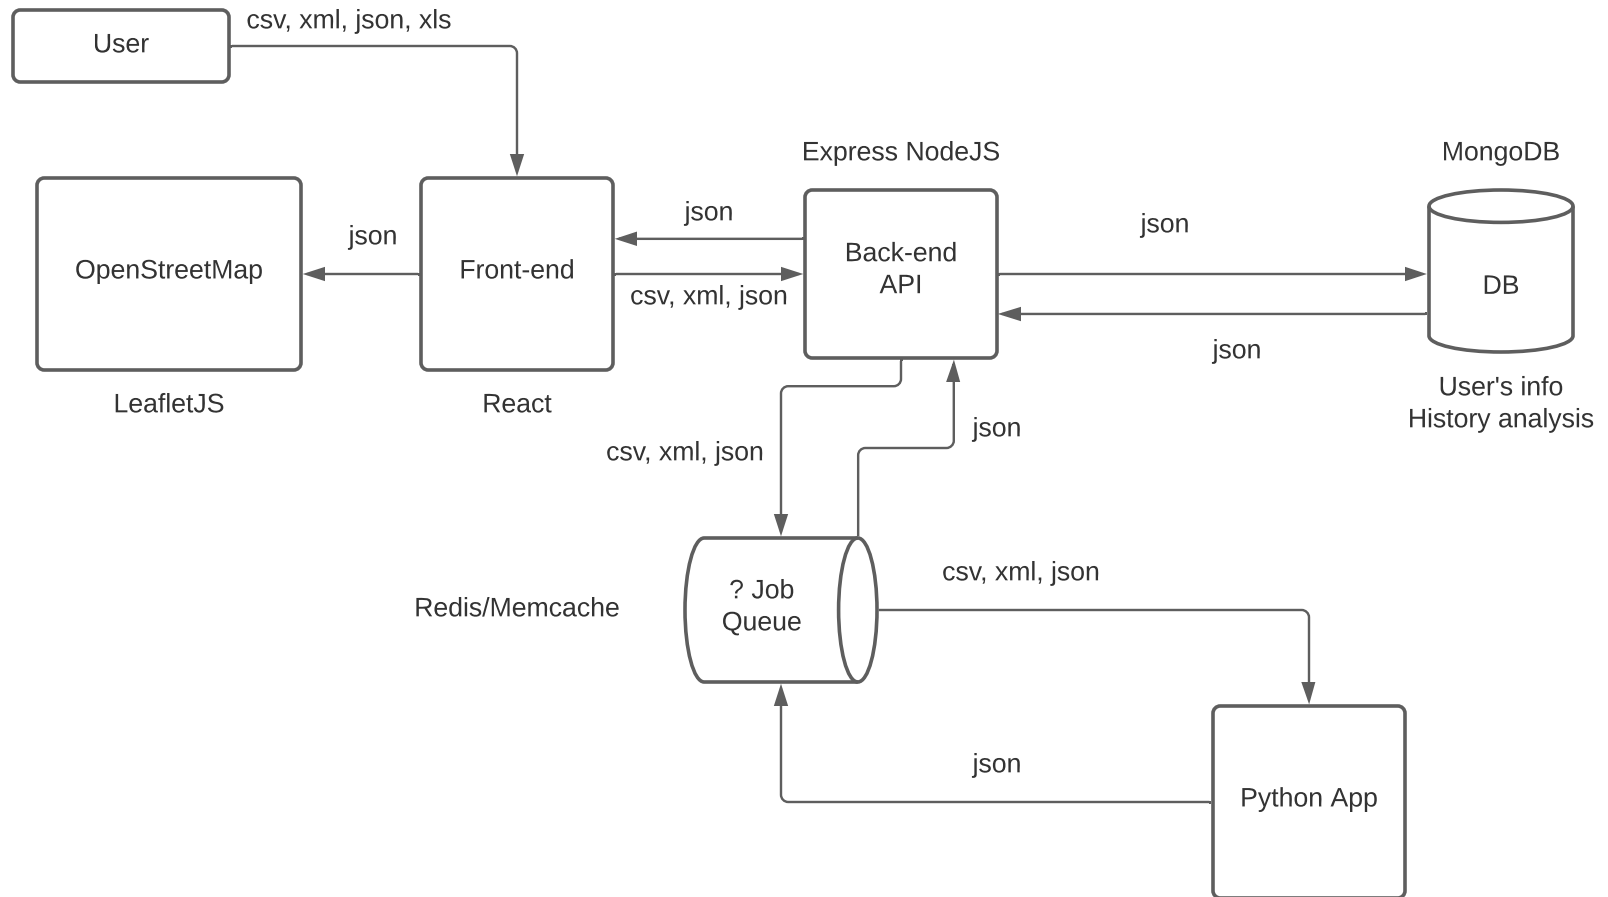 csv, xml, json, xls
User
Express NodeJS
MongoDB
json
json
json
OpenStreetMap
Front-end
Back-end
API
DB
csv, xml, json
json
LeafletJS
React
User's info
History analysis
csv, xml, json
json
Redis/Memcache
? Job
Queue
csv, xml, json
json
Python App